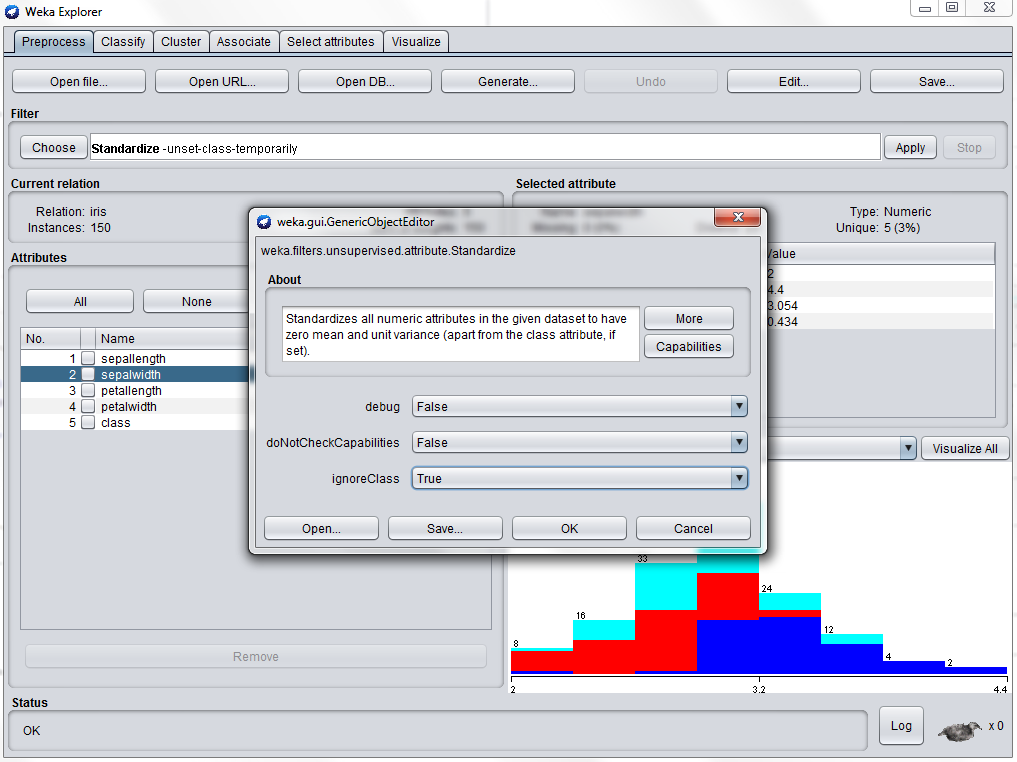 Weka Explorer
Preprocess Classify Cluster Associate Select attributes Visualize
Open file... Open URL... Open DB... Generate... Undo Edit... Save...
Filter
Choose Standardize -unset-class-temporarily Apply Stop
Current relation
Relation: iris
Instances: 150
Selected attribute
Type: Numeric
Unique: 5 (3%)
Attributes
All None
No. Name
1 sepallength
2 sepalwidth
3 petallength
4 petalwidth
5 class
Remove
Value
2
4.4
3.054
0.434
weka.gui.GenericObjectEditor
weka.filters.unsupervised.attribute.Standardize
About
Standardizes all numeric attributes in the given dataset to have
zero mean and unit variance (apart from the class attribute, if
set).
More
Capabilities
debug False
doNotCheckCapabilities False
ignoreClass True
Open... Save... OK Cancel
Visualize All
8
16
33
24
12
4
2
2 3.2 4.4
Status
OK
Log x 0